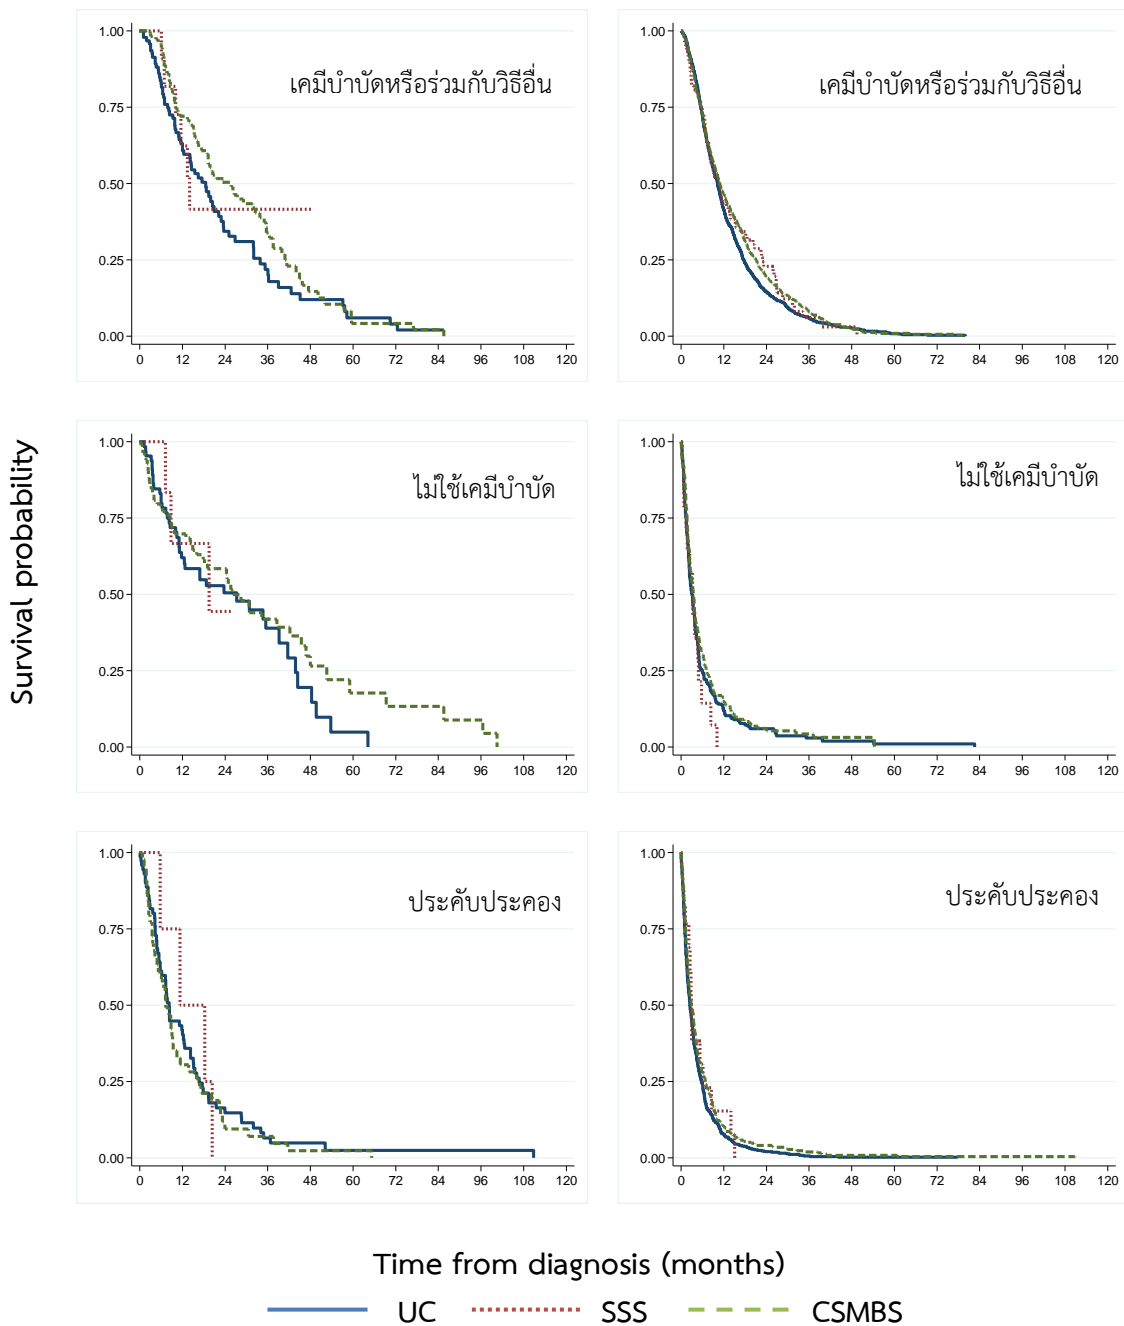 1.00
0.75
0.50
0.25
0.00
0 12 24 36 48 60 72 84 96 108 120
เคมีบำบัดหรือร่วมกับวิธีอื่น
1.00
0.75
0.50
0.25
0.00
0 12 24 36 48 60 72 84 96 108 120
เคมีบำบัดหรือร่วมกับวิธีอื่น
Survival probability
1.00
0.75
0.50
0.25
0.00
0 12 24 36 48 60 72 84 96 108 120
ไม่ใช้เคมีบำบัด
1.00
0.75
0.50
0.25
0.00
0 12 24 36 48 60 72 84 96 108 120
ไม่ใช้เคมีบำบัด
1.00
0.75
0.50
0.25
0.00
0 12 24 36 48 60 72 84 96 108 120
ประคับประคอง
1.00
0.75
0.50
0.25
0.00
0 12 24 36 48 60 72 84 96 108 120
ประคับประคอง
Time from diagnosis (months)
UC SSS CSMBS